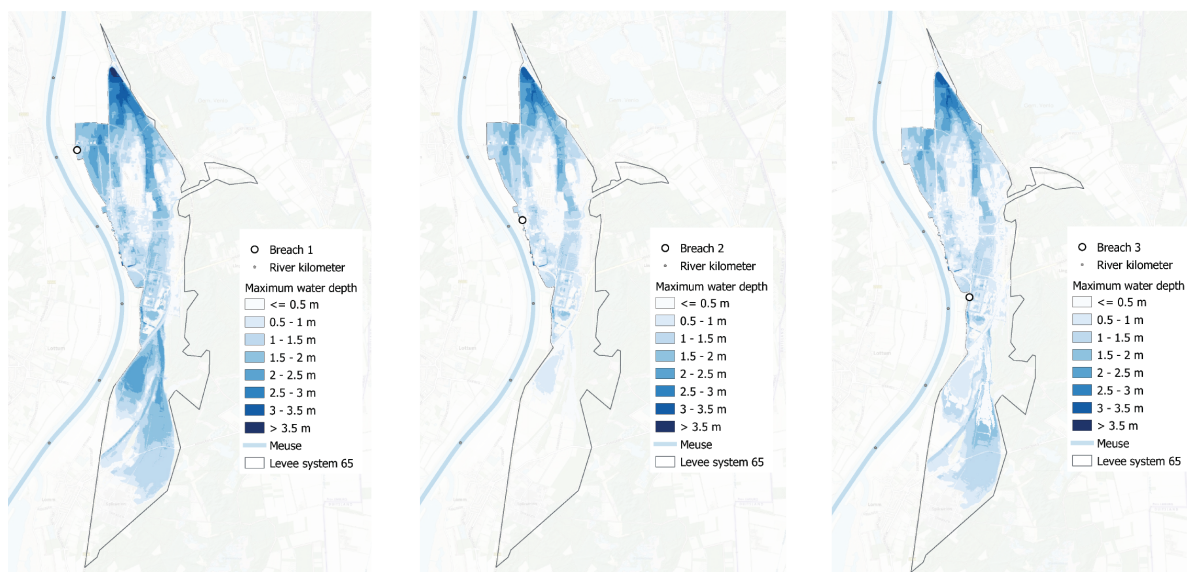 Breach 1
River kilometer
Maximum water depth
<= 0.5 m
0.5 - 1 m
1 - 1.5 m
1.5 - 2 m
2 - 2.5 m
2.5 - 3 m
3 - 3.5 m
> 3.5 m
Meuse
Levee system 65
Breach 2
River kilometer
Maximum water depth
<= 0.5 m
0.5 - 1 m
1 - 1.5 m
1.5 - 2 m
2 - 2.5 m
2.5 - 3 m
3 - 3.5 m
> 3.5 m
Meuse
Levee system 65
Breach 3
River kilometer
Maximum water depth
<= 0.5 m
0.5 - 1 m
1 - 1.5 m
1.5 - 2 m
2 - 2.5 m
2.5 - 3 m
3 - 3.5 m
> 3.5 m
Meuse
Levee system 65